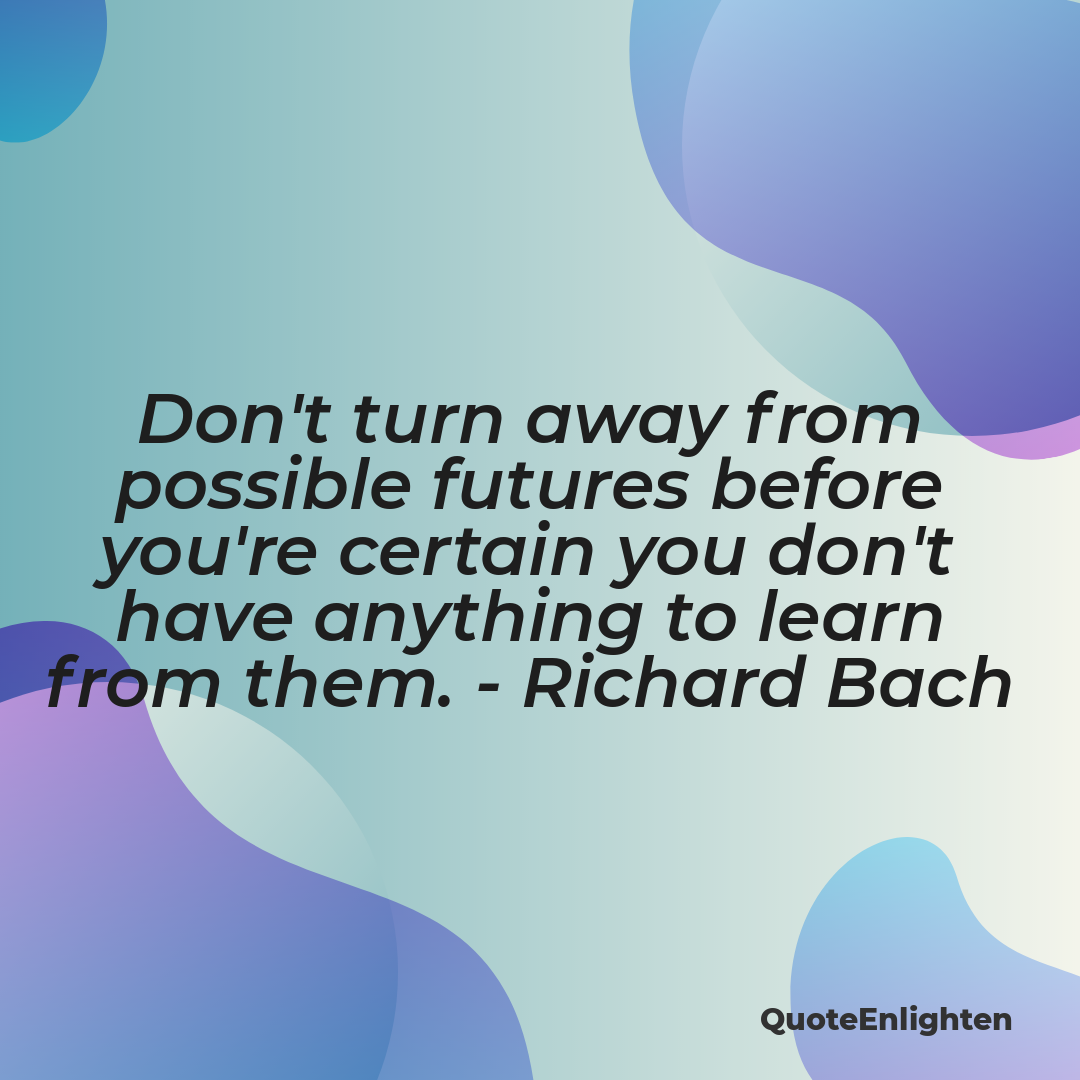 Don't turn away from
possible futures before
you're certain you don't
have anything to learn
from them. - Richard Bach
QuoteEnlighten